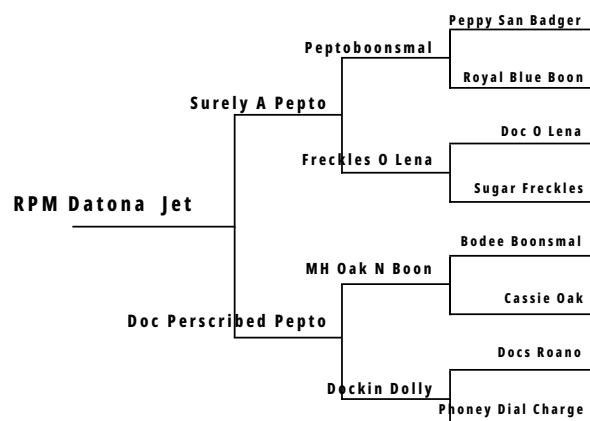 Peppy San Badger
Peptoboonsmal
Royal Blue Boon
Surely A Pepto
Doc O Lena
Freckles O Lena
Sugar Freckles
RPM Datona Jet
Bodee Boonsmal
MH Oak N Boon
Cassie Oak
Doc Perscribed Pepto
Docs Roano
Dockin Dolly
Phoney Dial Charge